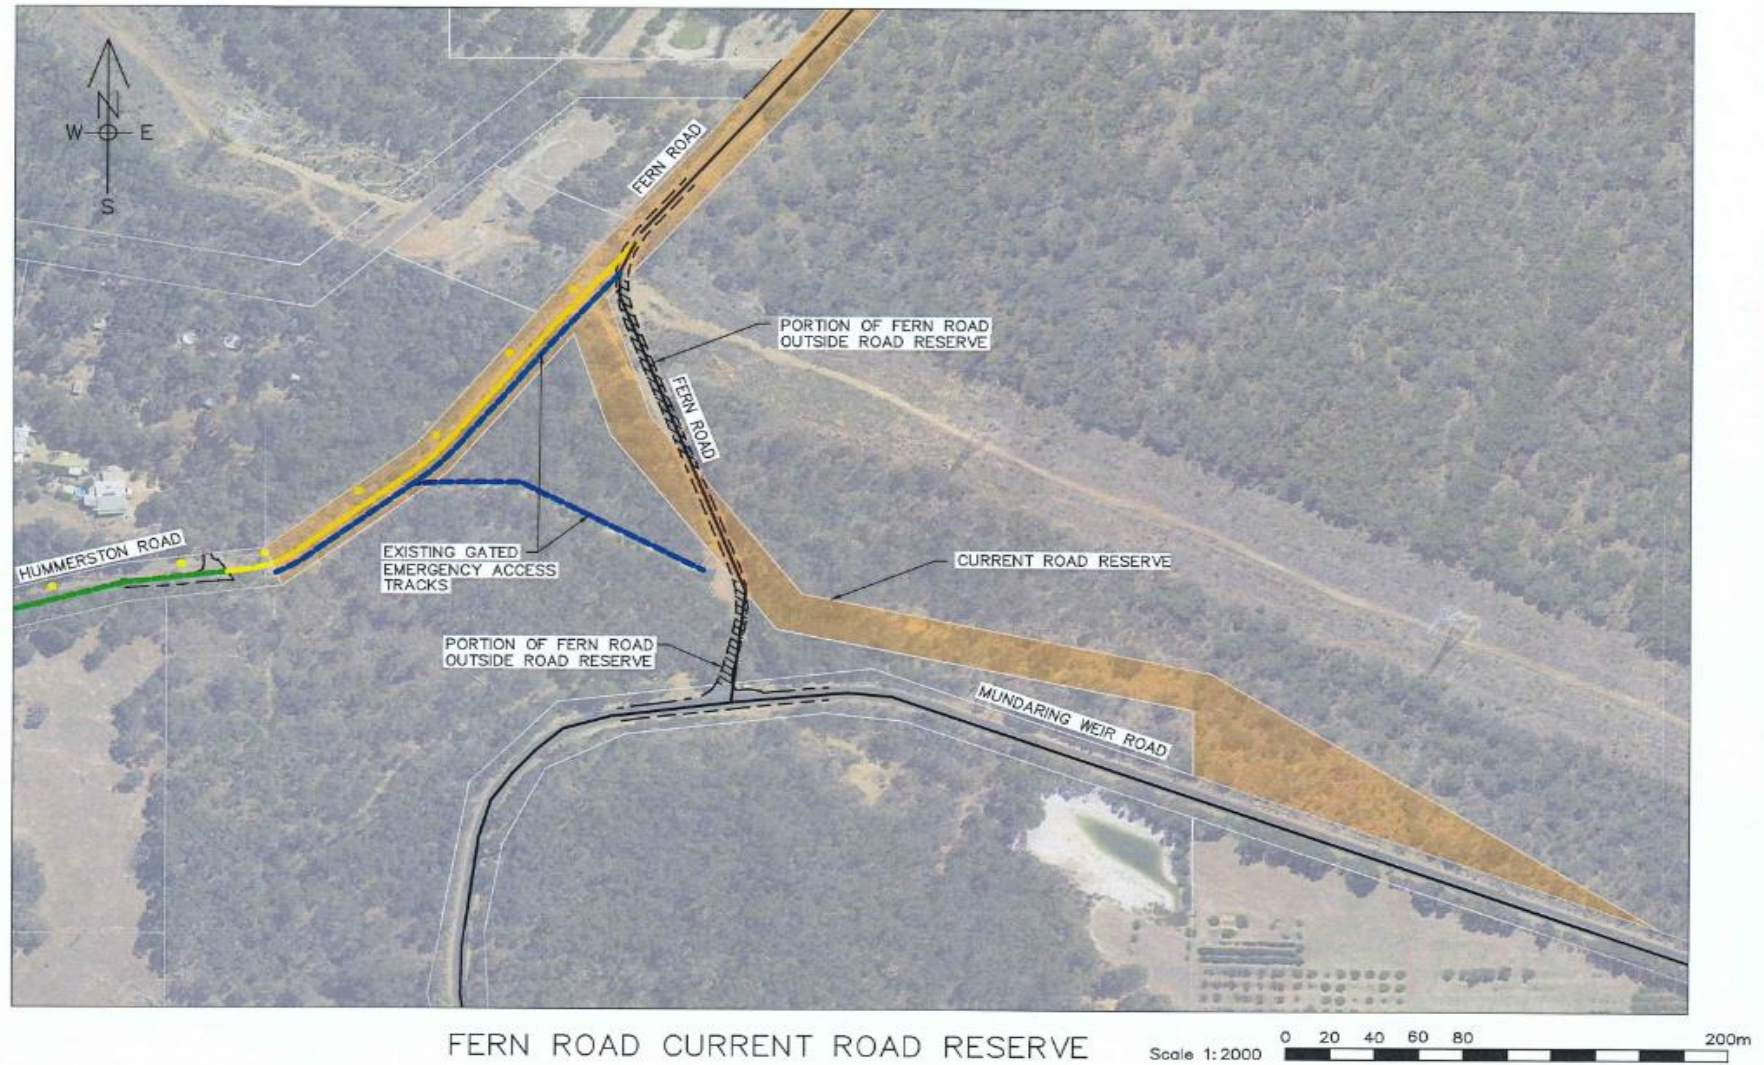 N
W E
S
FERN ROAD
PORTION OF FERN ROAD
OUTSIDE ROAD RESERVE
FERN ROAD
HUMMERSTON ROAD
EXISTING GATED
EMERGENCY ACCESS
TRACKS
CURRENT ROAD RESERVE
PORTION OF FERN ROAD
OUTSIDE ROAD RESERVE
MUNDARING WEIR ROAD
FERN ROAD CURRENT ROAD RESERVE
Scale 1:2000
0 20 40 60 80 200m